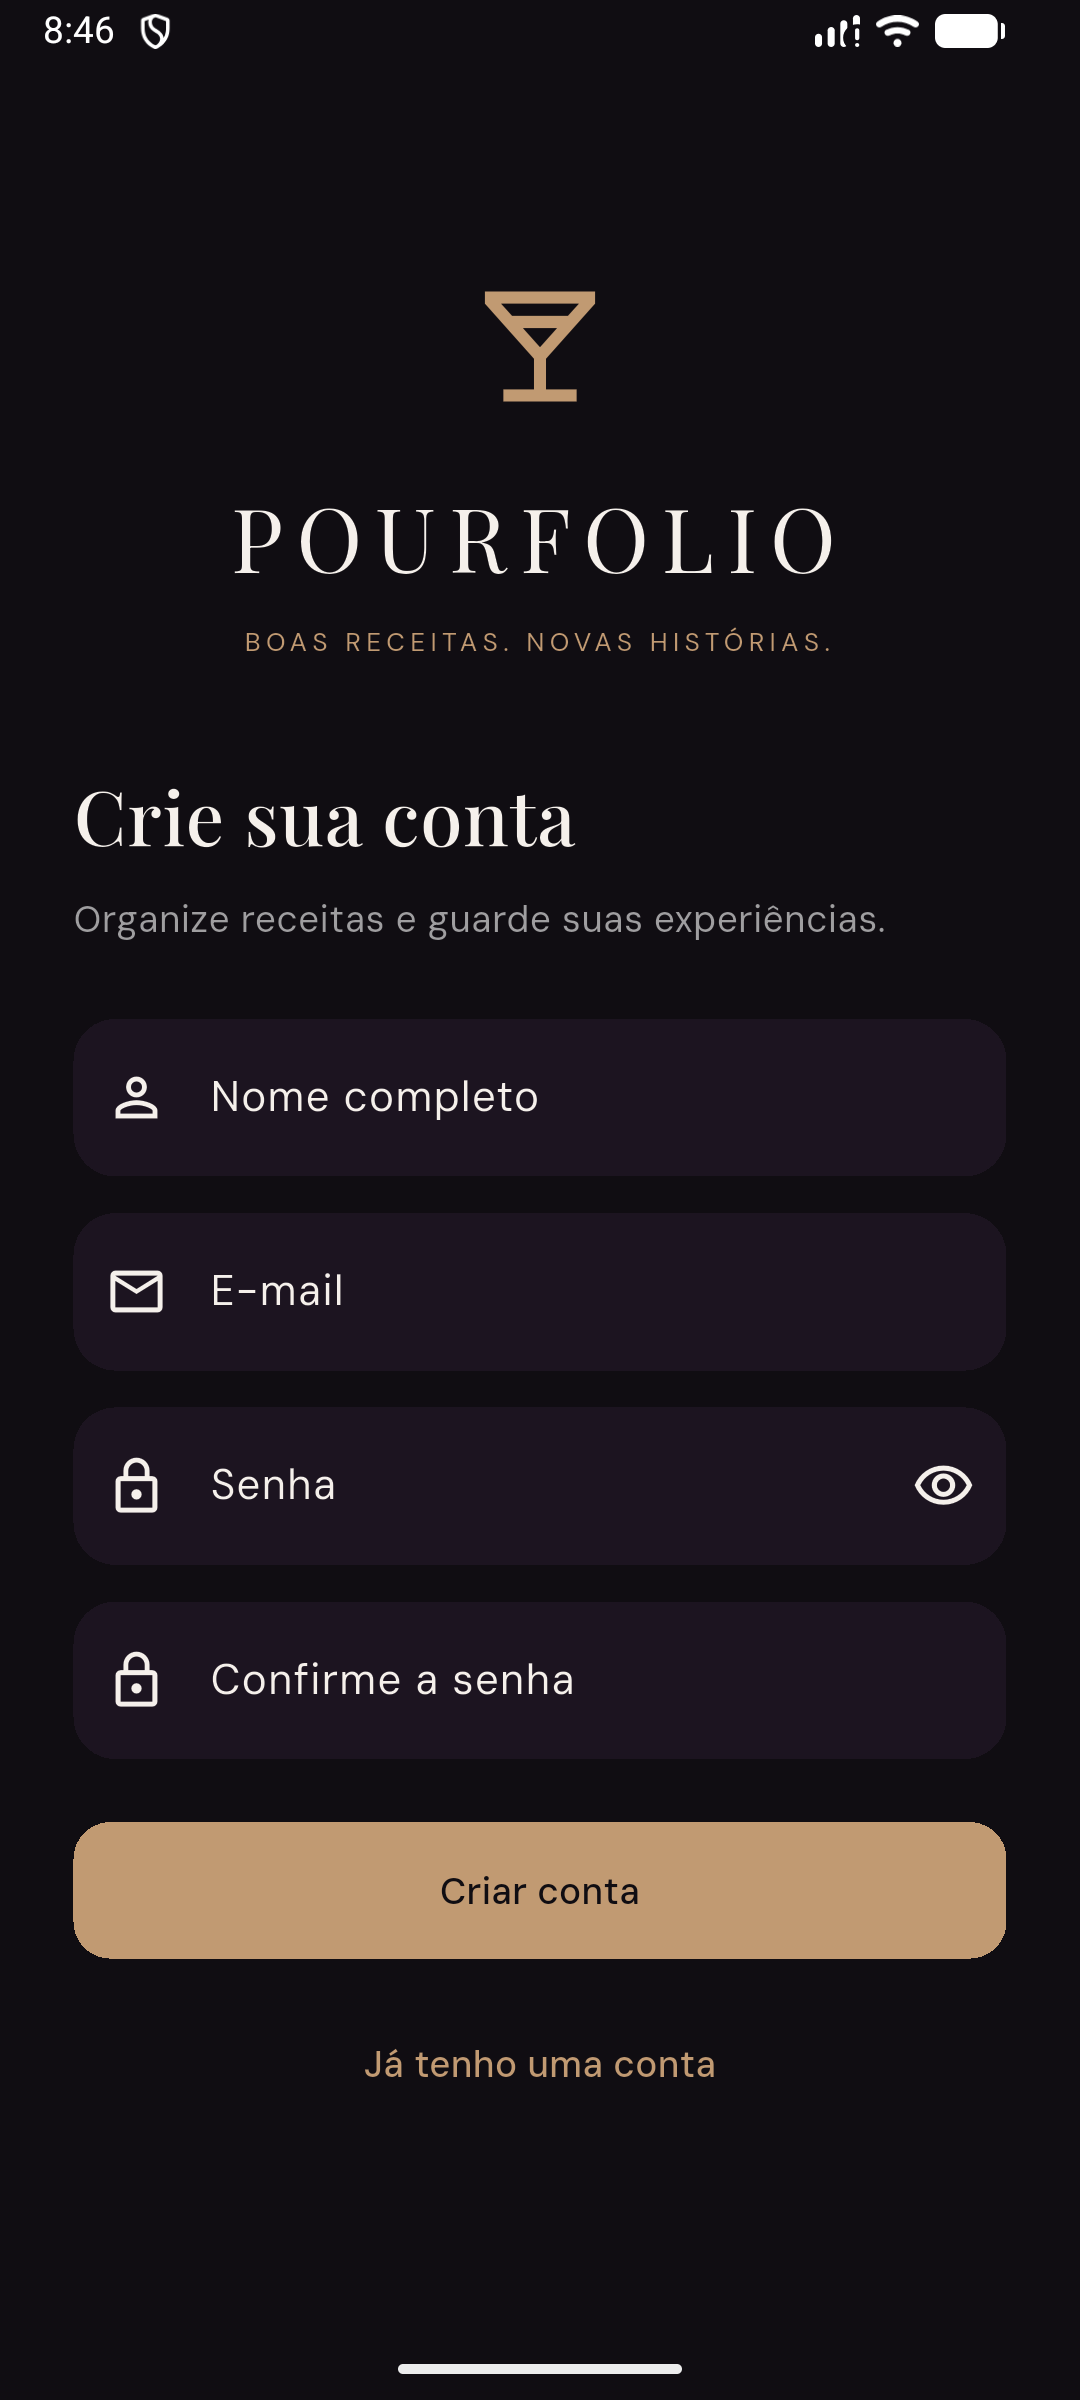 8:46
POURFOLIO
BOAS RECEITAS. NOVAS HISTÓRIAS.
Crie sua conta
Organize receitas e guarde suas experiências.
Nome completo
E-mail
Senha
Confirme a senha
Criar conta
Já tenho uma conta